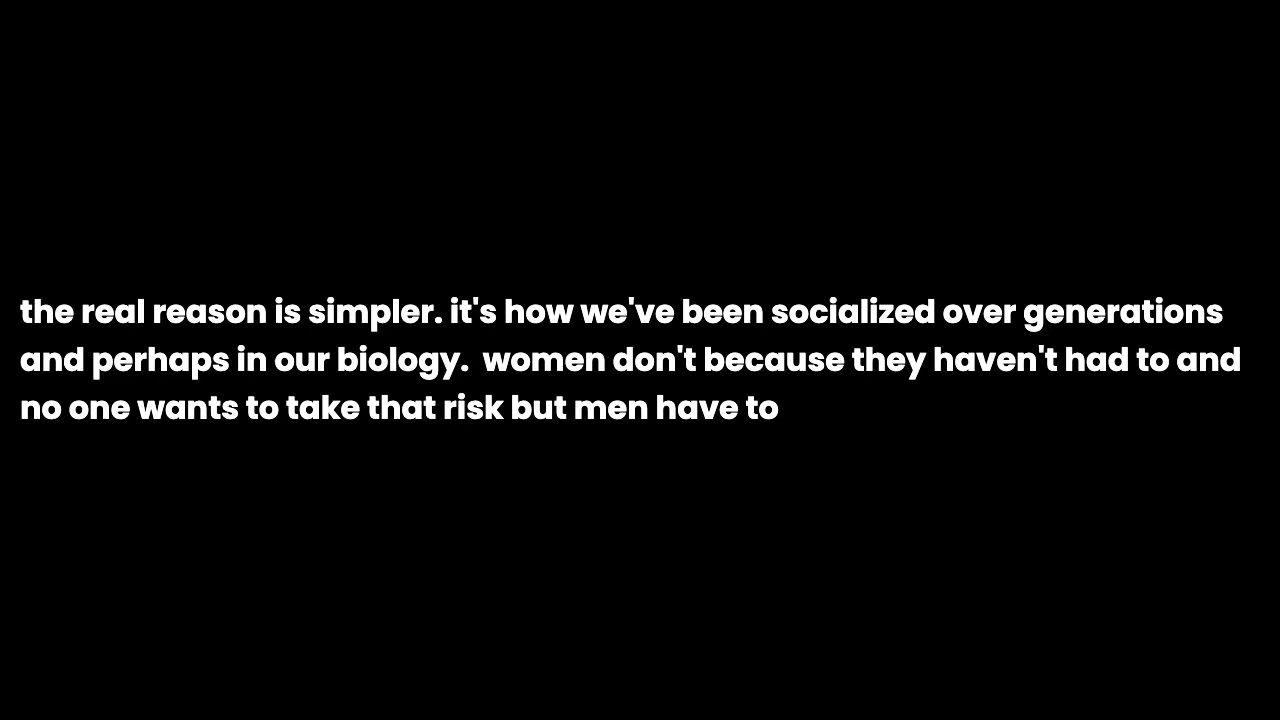 the real reason is simpler. it's how we've been socialized over generations
and perhaps in our biology.  women don't because they haven't had to and
no one wants to take that risk but men have to